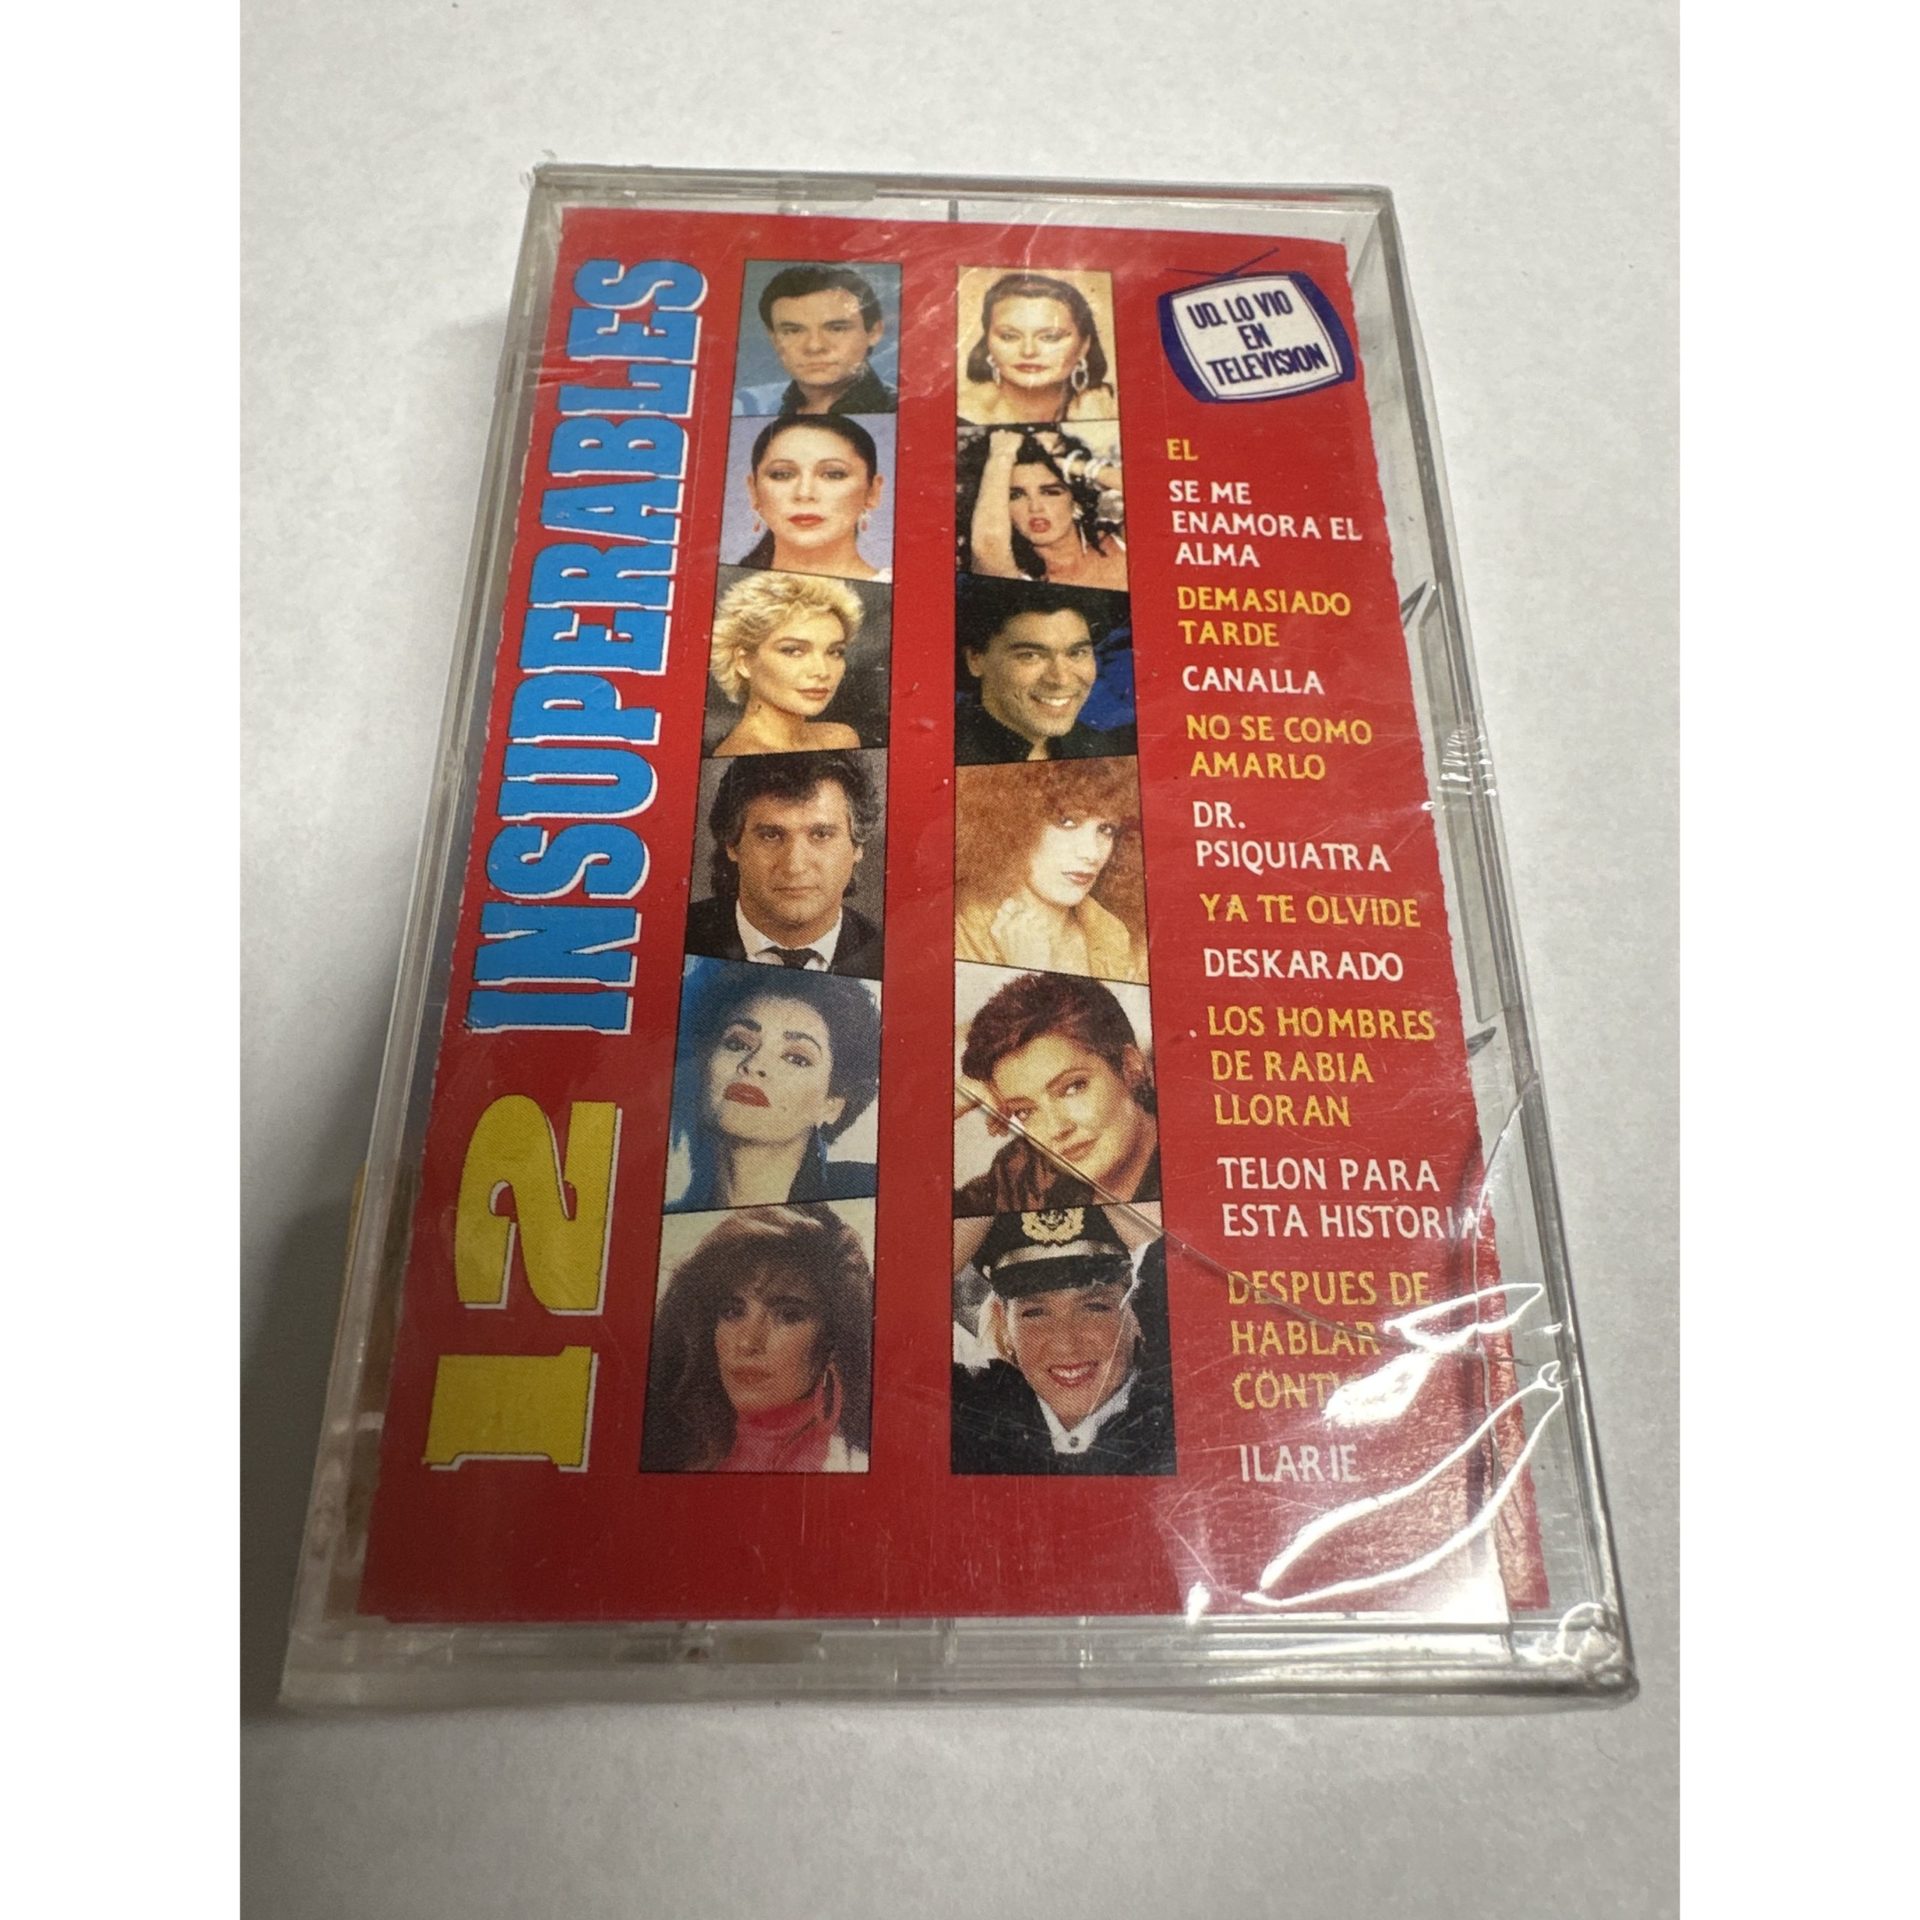 12 INSUPERABLES
UD. LO VIO
EN
TELEVISION
EL
SE ME
ENAMORA EL
ALMA
DEMASIADO
TARDE
CANALLA
NO SE COMO
AMARLO
DR.
PSIQUIATRA
YA TE OLVIDE
DESKARADO
LOS HOMBRES
DE RABIA
LLORAN
TELON PARA
ESTA HISTORIA
DESPUES DE
HABLAR
ILARIE